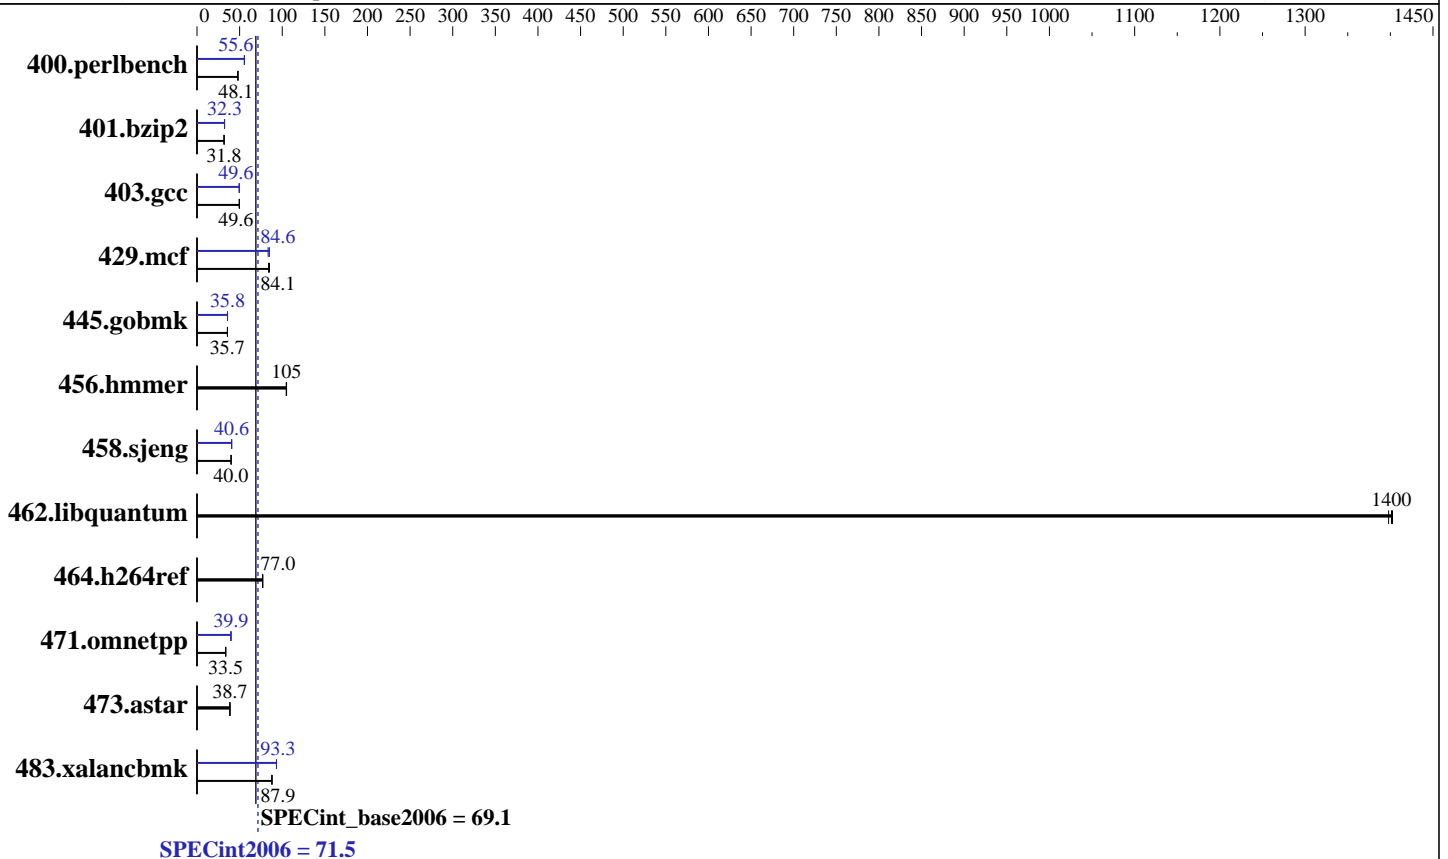 0 50.0 100 150 200 250 300 350 400 450 500 550 600 650 700 750 800 850 900 950 1000 1100 1200 1300 1450
55.6
400.perlbench
48.1
32.3
401.bzip2
31.8
49.6
403.gcc
49.6
84.6
429.mcf
84.1
35.8
445.gobmk
35.7
105
456.hmmer
40.6
458.sjeng
40.0
1400
462.libquantum
77.0
464.h264ref
39.9
471.omnetpp
33.5
38.7
473.astar
93.3
483.xalancbmk
87.9
SPECint_base2006 = 69.1
SPECint2006 = 71.5